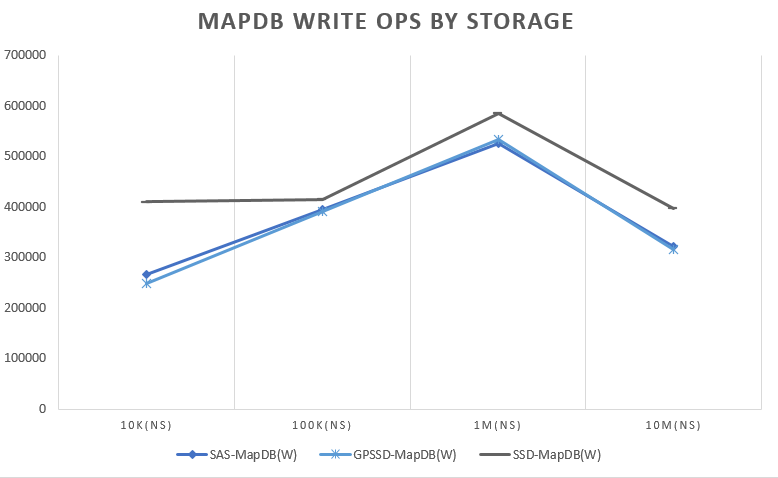 MAPDB WRITE OPS BY STORAGE
700000
600000
500000
400000
300000
200000
100000
0
10K(NS) 100K(NS) 1M(NS) 10M(NS)
SAS-MapDB(W) GPSSD-MapDB(W) SSD-MapDB(W)